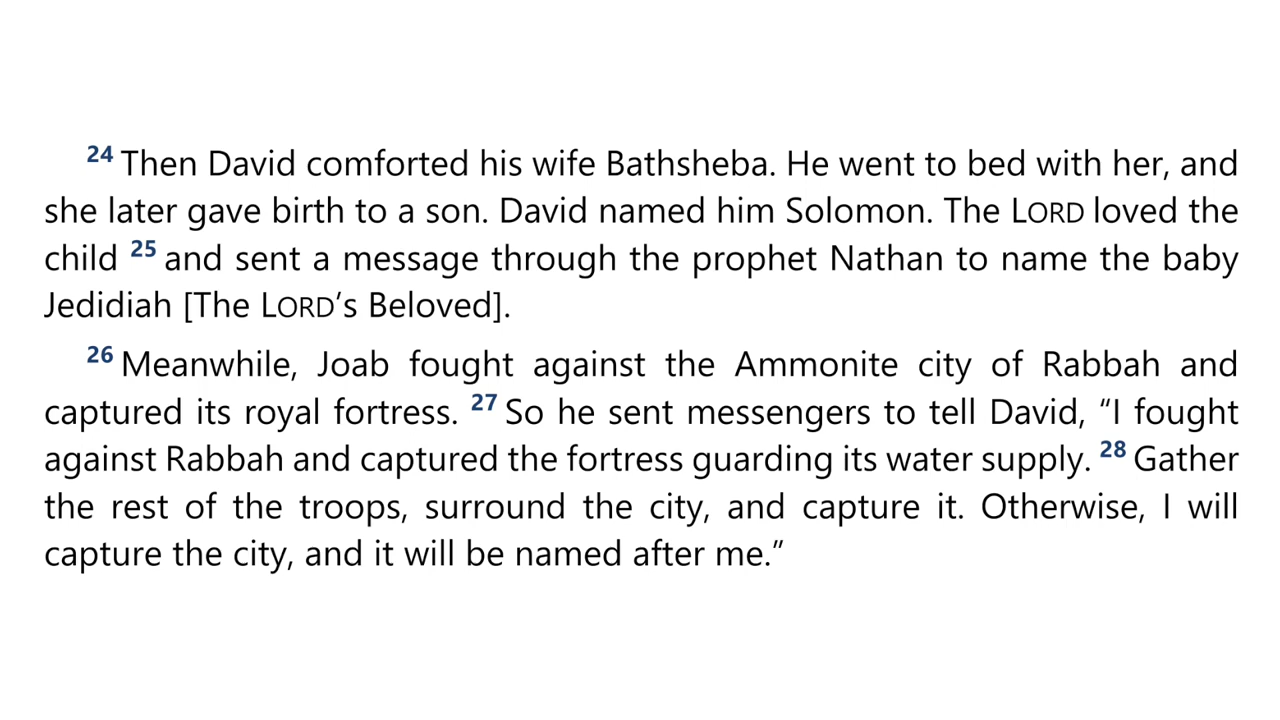 24 Then David comforted his wife Bathsheba. He went to bed with her, and
she later gave birth to a son. David named him Solomon. The LORD loved the
child 25 and sent a message through the prophet Nathan to name the baby
Jedidiah [The LORD’s Beloved].
26 Meanwhile, Joab fought against the Ammonite city of Rabbah and
captured its royal fortress. 27 So he sent messengers to tell David, “I fought
against Rabbah and captured the fortress guarding its water supply. 28 Gather
the rest of the troops, surround the city, and capture it. Otherwise, I will
capture the city, and it will be named after me.”